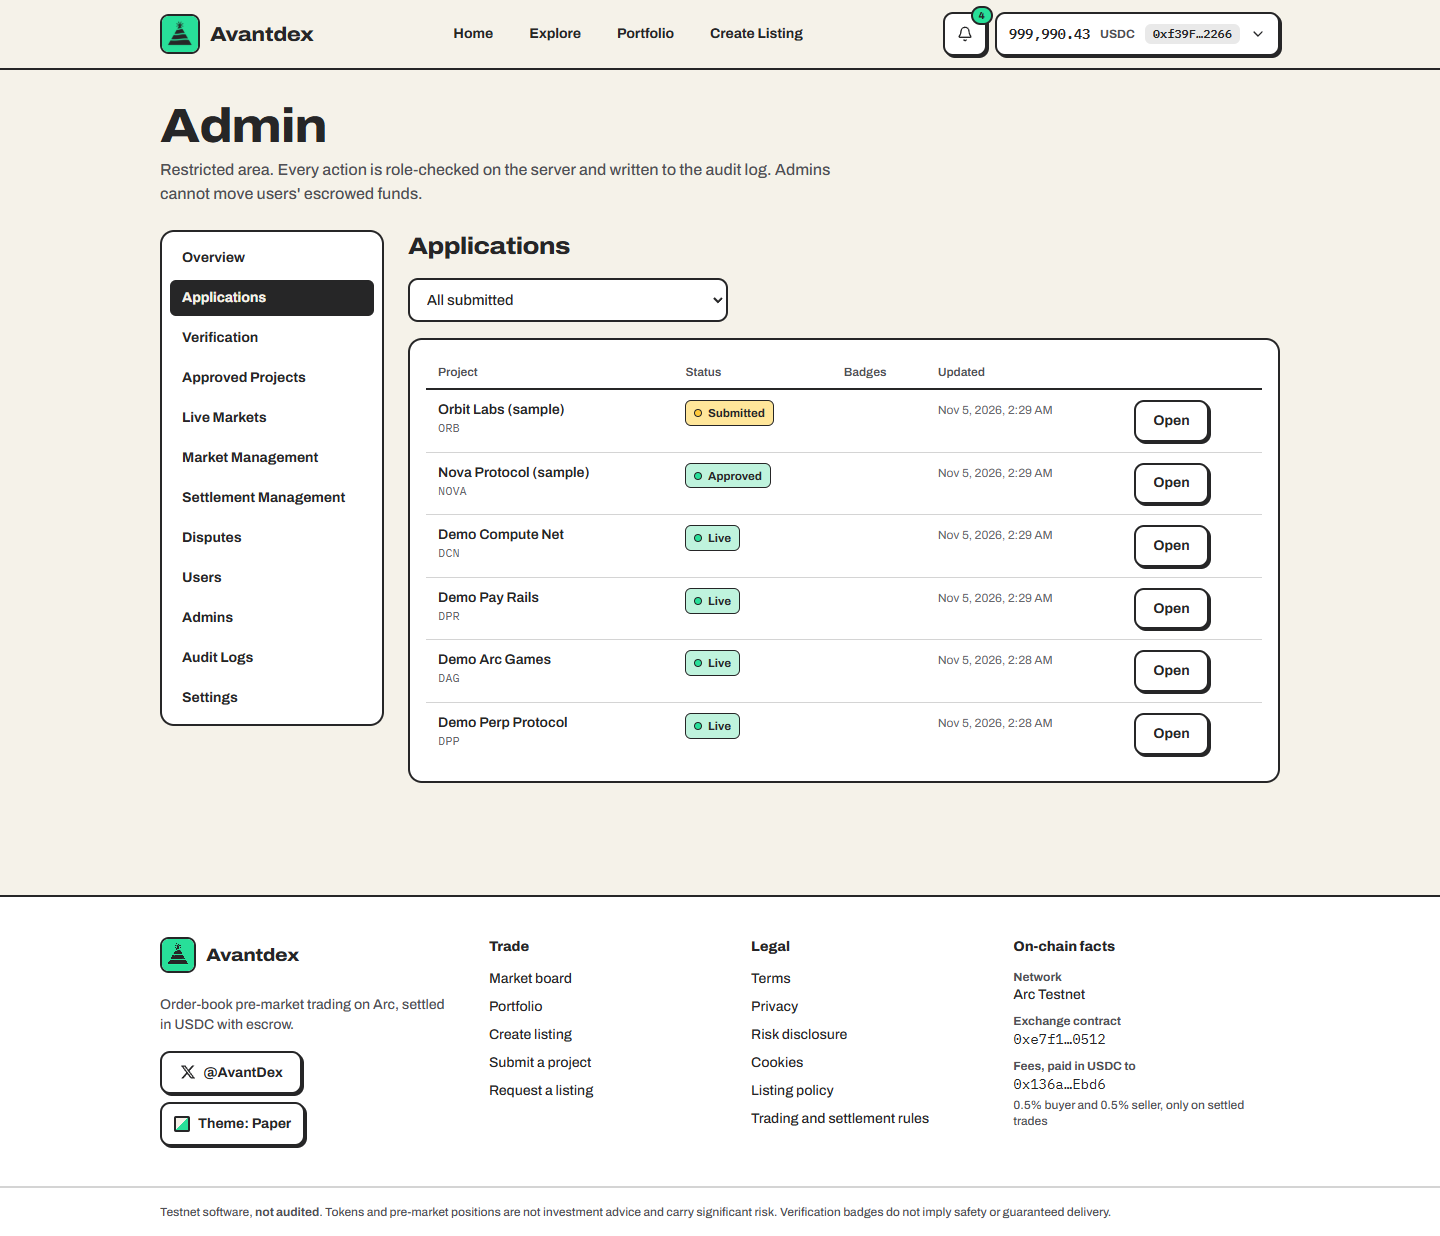 Avantdex
Home
Explore
Portfolio
Create Listing
4
999,990.43 USDC 0xf39F…2266
Admin
Restricted area. Every action is role-checked on the server and written to the audit log. Admins
cannot move users' escrowed funds.
Overview
Applications
Verification
Approved Projects
Live Markets
Market Management
Settlement Management
Disputes
Users
Admins
Audit Logs
Settings
Applications
All submitted
Project Status Badges Updated
Orbit Labs (sample) Submitted Nov 5, 2026, 2:29 AM Open
ORB
Nova Protocol (sample) Approved Nov 5, 2026, 2:29 AM Open
NOVA
Demo Compute Net Live Nov 5, 2026, 2:29 AM Open
DCN
Demo Pay Rails Live Nov 5, 2026, 2:29 AM Open
DPR
Demo Arc Games Live Nov 5, 2026, 2:28 AM Open
DAG
Demo Perp Protocol Live Nov 5, 2026, 2:28 AM Open
DPP
Avantdex
Order-book pre-market trading on Arc, settled
in USDC with escrow.
@AvantDex
Theme: Paper
Trade
Market board
Portfolio
Create listing
Submit a project
Request a listing
Legal
Terms
Privacy
Risk disclosure
Cookies
Listing policy
Trading and settlement rules
On-chain facts
Network
Arc Testnet
Exchange contract
0xe7f1…0512
Fees, paid in USDC to
0x136a…Ebd6
0.5% buyer and 0.5% seller, only on settled
trades
Testnet software, not audited. Tokens and pre-market positions are not investment advice and carry significant risk. Verification badges do not imply safety or guaranteed delivery.